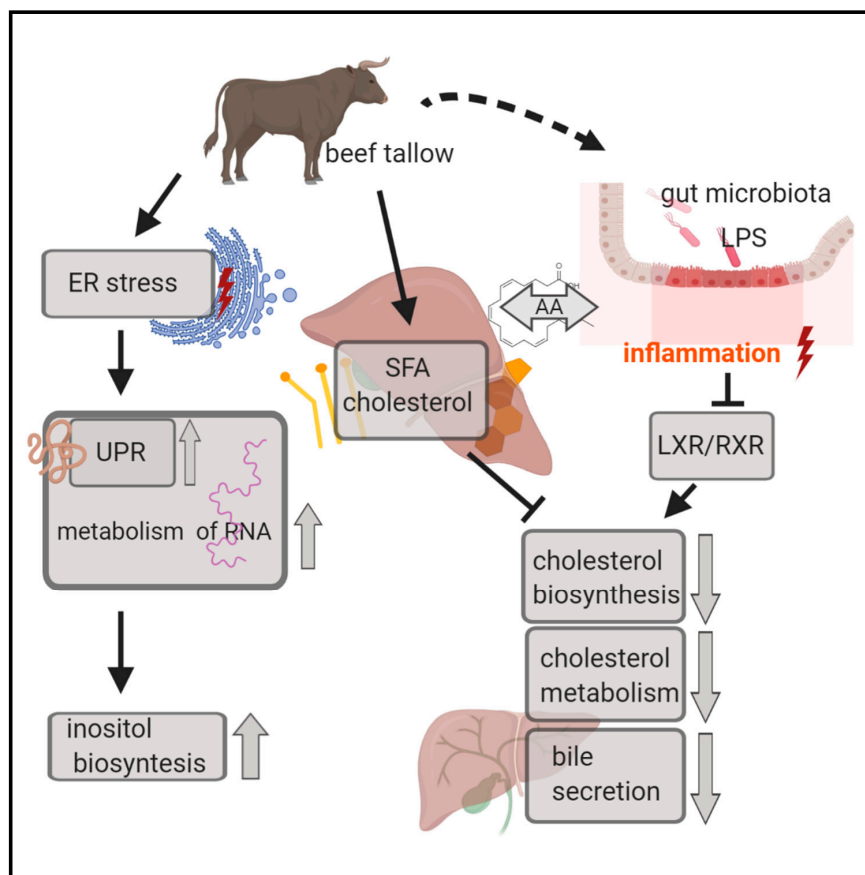 beef tallow
gut microbiota
LPS
ER stress
OH
O
AA
inflammation
SFA
cholesterol
UPR
LXR/RXR
metabolism of RNA
cholesterol
biosynthesis
cholesterol
metabolism
inositol
biosyntesis
bile
secretion